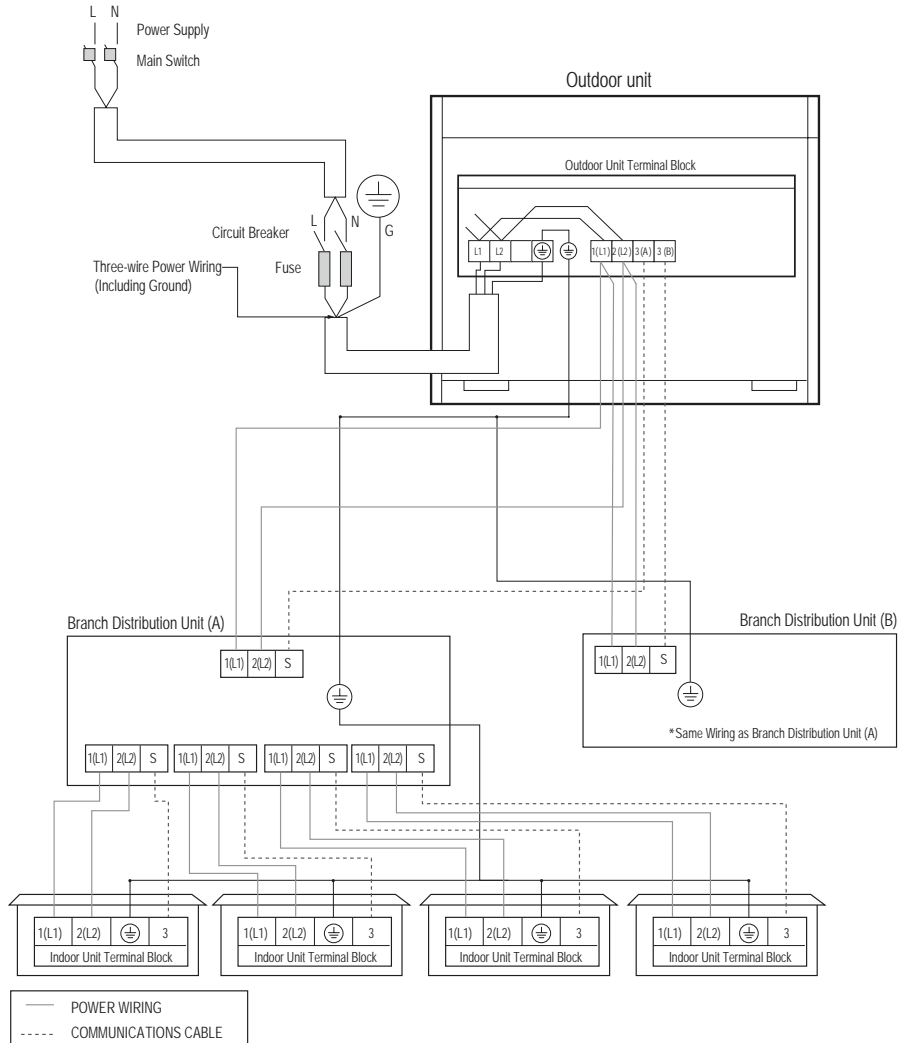 L N
Power Supply
Main Switch
Outdoor unit
Outdoor Unit Terminal Block
L N
G
Circuit Breaker
Fuse
Three-wire Power Wiring
(Including Ground)
L1 L2
1(L1) 2(L2) 3(A) 3(B)
Branch Distribution Unit (A)
1(L1) 2(L2) S
Branch Distribution Unit (B)
1(L1) 2(L2) S
*Same Wiring as Branch Distribution Unit (A)
1(L1) 2(L2) S
1(L1) 2(L2) S
1(L1) 2(L2) S
1(L1) 2(L2) S
1(L1) 2(L2) 3
Indoor Unit Terminal Block
1(L1) 2(L2) 3
Indoor Unit Terminal Block
1(L1) 2(L2) 3
Indoor Unit Terminal Block
1(L1) 2(L2) 3
Indoor Unit Terminal Block
POWER WIRING
COMMUNICATIONS CABLE